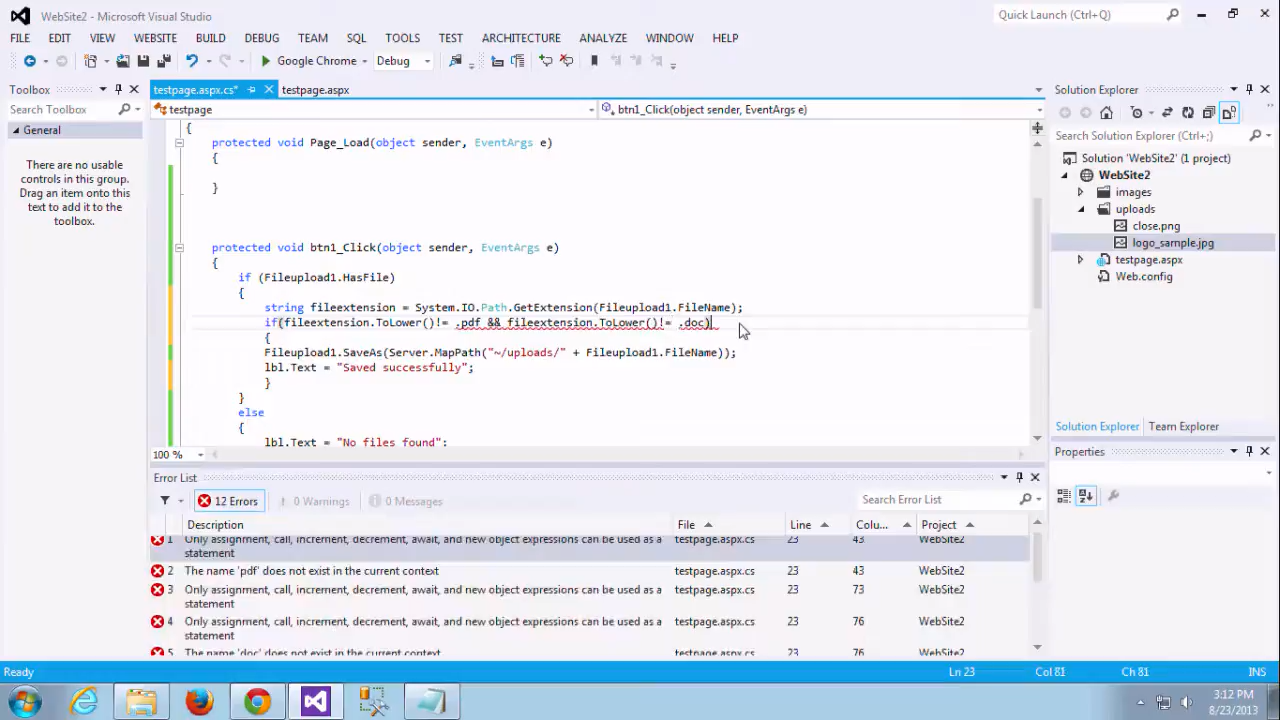 WebSite2 - Microsoft Visual Studio
Quick Launch (Ctrl+Q)
FILE EDIT VIEW WEBSITE BUILD DEBUG TEAM SQL TOOLS TEST ARCHITECTURE ANALYZE WINDOW HELP
Google Chrome Debug
Toolbox
testpage.aspx.cs* testpage.aspx
Solution Explorer
Search Toolbox
testpage
btn1_Click(object sender, EventArgs e)
General
There are no usable
controls in this group.
Drag an item onto this
text to add it to the
toolbox.
{
protected void Page_Load(object sender, EventArgs e)
{
}
protected void btn1_Click(object sender, EventArgs e)
{
if (Fileupload1.HasFile)
{
string fileextension = System.IO.Path.GetExtension(Fileupload1.FileName);
if(fileextension.ToLower()!= .pdf && fileextension.ToLower()!= .doc)
{
Fileupload1.SaveAs(Server.MapPath("~/uploads/" + Fileupload1.FileName));
lbl.Text = "Saved successfully";
}
}
else
{
lbl.Text = "No files found";
100 %
Search Solution Explorer (Ctrl+;)
Solution 'WebSite2' (1 project)
WebSite2
images
uploads
close.png
logo_sample.jpg
testpage.aspx
Web.config
Solution Explorer Team Explorer
Properties
Error List
12 Errors 0 Warnings 0 Messages
Search Error List
Description File Line Colu... Project
1 Only assignment, call, increment, decrement, await, and new object expressions can be used as a statement testpage.aspx.cs 23 43 WebSite2
2 The name 'pdf' does not exist in the current context testpage.aspx.cs 23 43 WebSite2
3 Only assignment, call, increment, decrement, await, and new object expressions can be used as a statement testpage.aspx.cs 23 73 WebSite2
4 Only assignment, call, increment, decrement, await, and new object expressions can be used as a statement testpage.aspx.cs 23 76 WebSite2
5 The name 'doc' does not exist in the current context testpage.aspx.cs 23 76 WebSite2
Ready
Ln 23 Col 81 Ch 81 INS
3:12 PM
8/23/2013